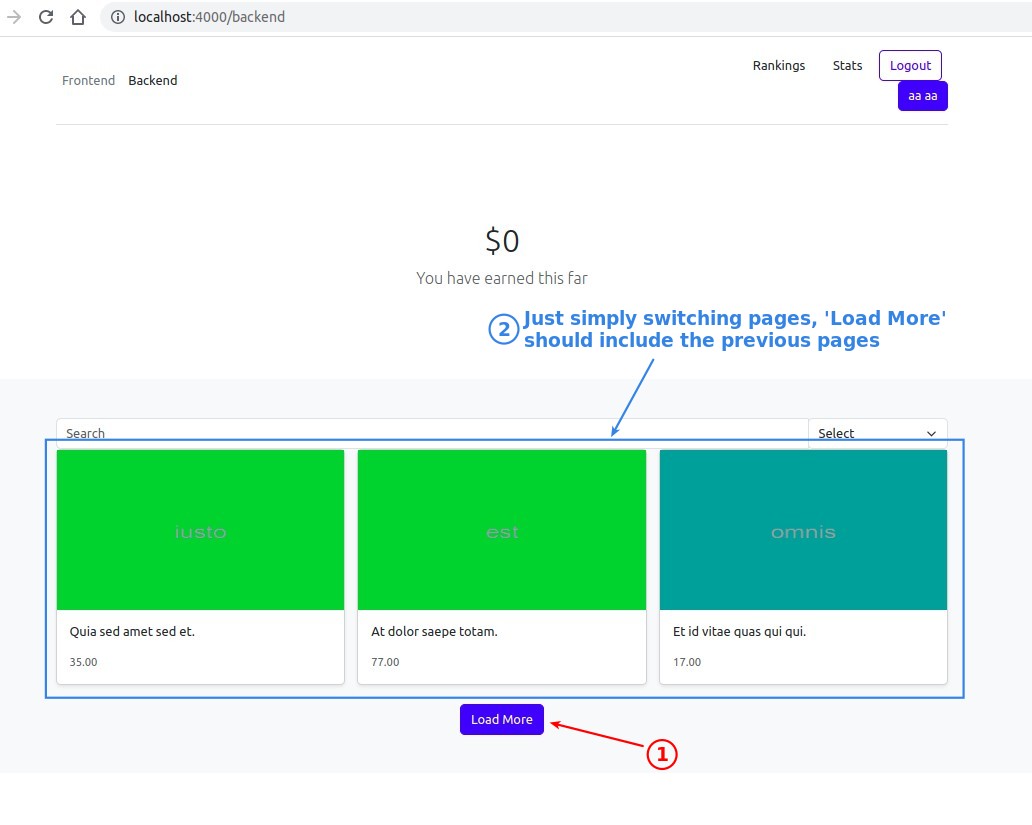 localhost:4000/backend
Frontend Backend
Rankings Stats Logout
aa aa
$0
You have earned this far
2 Just simply switching pages, 'Load More'
should include the previous pages
Search Select
iusto est omnis
Quia sed amet sed et. At dolor saepe totam. Et id vitae quas qui qui.
35.00 77.00 17.00
Load More
1